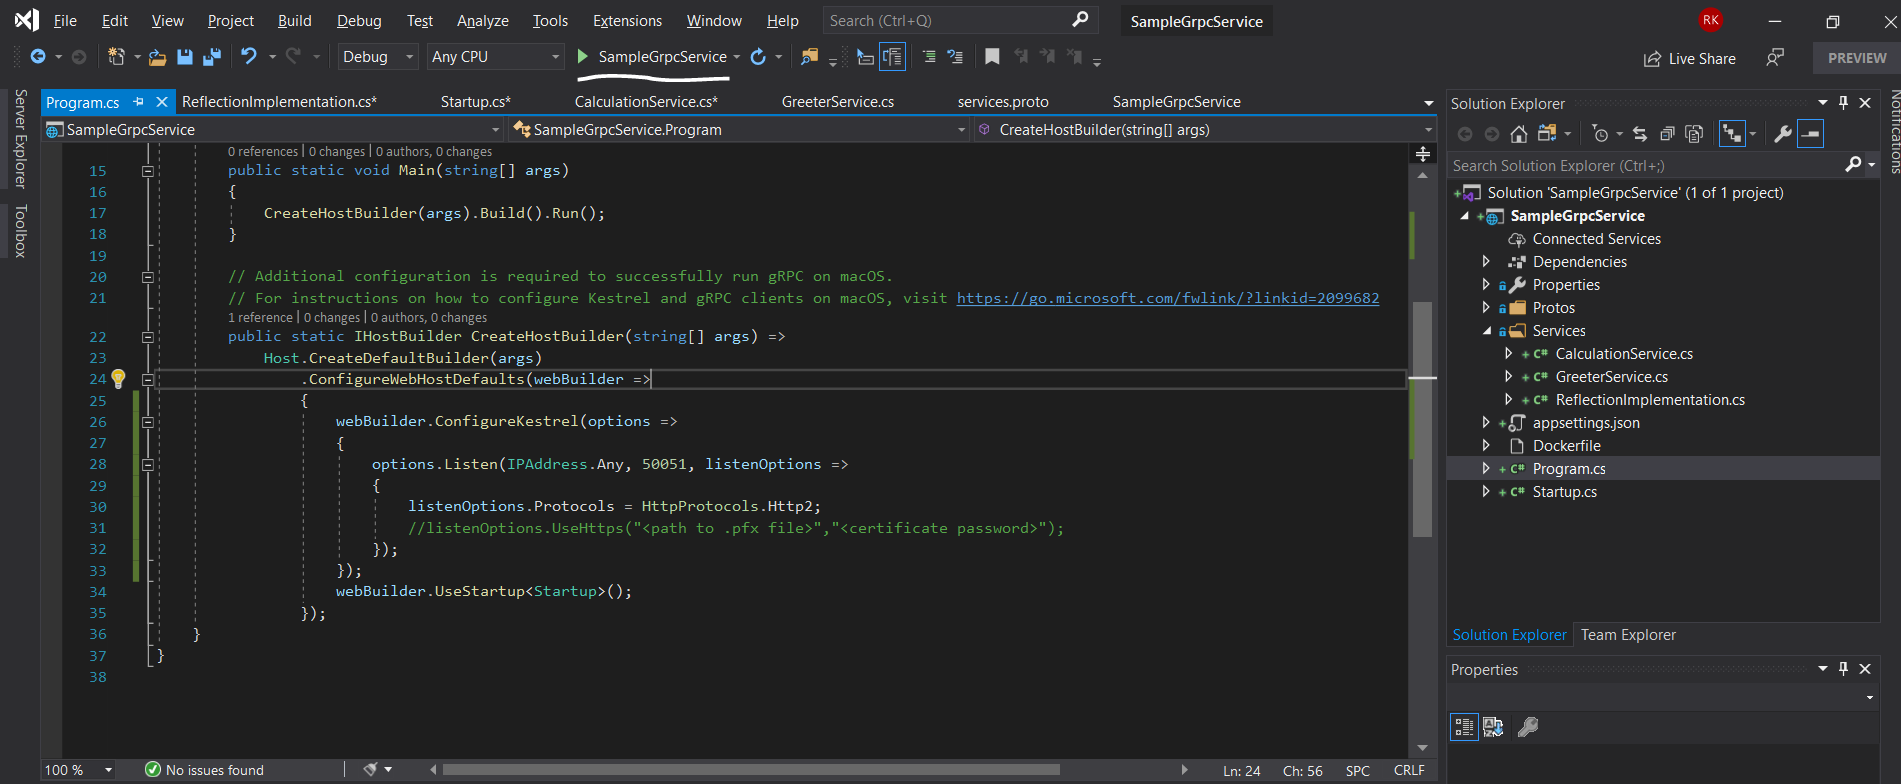 File Edit View Project Build Debug Test Analyze Tools Extensions Window Help Search (Ctrl+Q) SampleGrpcService RK
Debug Any CPU SampleGrpcService Live Share PREVIEW
Server Explorer
Toolbox
Program.cs ReflectionImplementation.cs* Startup.cs* CalculationService.cs* GreeterService.cs services.proto SampleGrpcService
SampleGrpcService SampleGrpcService.Program CreateHostBuilder(string[] args)
0 references | 0 changes | 0 authors, 0 changes
15 public static void Main(string[] args)
16 {
17 CreateHostBuilder(args).Build().Run();
18 }
19
20 // Additional configuration is required to successfully run gRPC on macOS.
21 // For instructions on how to configure Kestrel and gRPC clients on macOS, visit https://go.microsoft.com/fwlink/?linkid=2099682
1 reference | 0 changes | 0 authors, 0 changes
22 public static IHostBuilder CreateHostBuilder(string[] args) =>
23 Host.CreateDefaultBuilder(args)
24 .ConfigureWebHostDefaults(webBuilder =>
25 {
26 webBuilder.ConfigureKestrel(options =>
27 {
28 options.Listen(IPAddress.Any, 50051, listenOptions =>
29 {
30 listenOptions.Protocols = HttpProtocols.Http2;
31 //listenOptions.UseHttps("<path to .pfx file>","<certificate password>");
32 });
33 });
34 webBuilder.UseStartup<Startup>();
35 });
36 }
37 }
38
100 % No issues found Ln: 24 Ch: 56 SPC CRLF
Solution Explorer
Search Solution Explorer (Ctrl+;)
Solution 'SampleGrpcService' (1 of 1 project)
SampleGrpcService
Connected Services
Dependencies
Properties
Protos
Services
C# CalculationService.cs
C# GreeterService.cs
C# ReflectionImplementation.cs
appsettings.json
Dockerfile
C# Program.cs
C# Startup.cs
Solution Explorer Team Explorer
Properties
Notifications